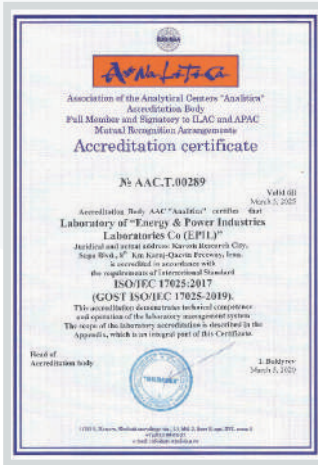 Analitica
Association of the Analytical Centers "Analitica"
Accreditation Body
Full Member and Signatory to ILAC and APAC
Mutual Recognition Arrangements
Accreditation certificate
№ AAC.T.00289
Valid till
March 5, 2025
Accreditation Body AAC "Analitica" certifies that
Laboratory of "Energy & Power Industries
Laboratories Co (EPIL)"
Juridical and actual address: Research City,
Blvd., Km Karaj-Qazvin Freeway, Iran.
is accredited in accordance with
the requirements of International Standard
ISO/IEC 17025:2017
(GOST ISO/IEC 17025-2019).
This accreditation demonstrates technical competence
and operation of the laboratory management system
The scope of the laboratory accreditation is described in the
Appendix, which is an integral part of this Certificate.
Head of
Accreditation body
I. Boldyrev
March 5, 2020